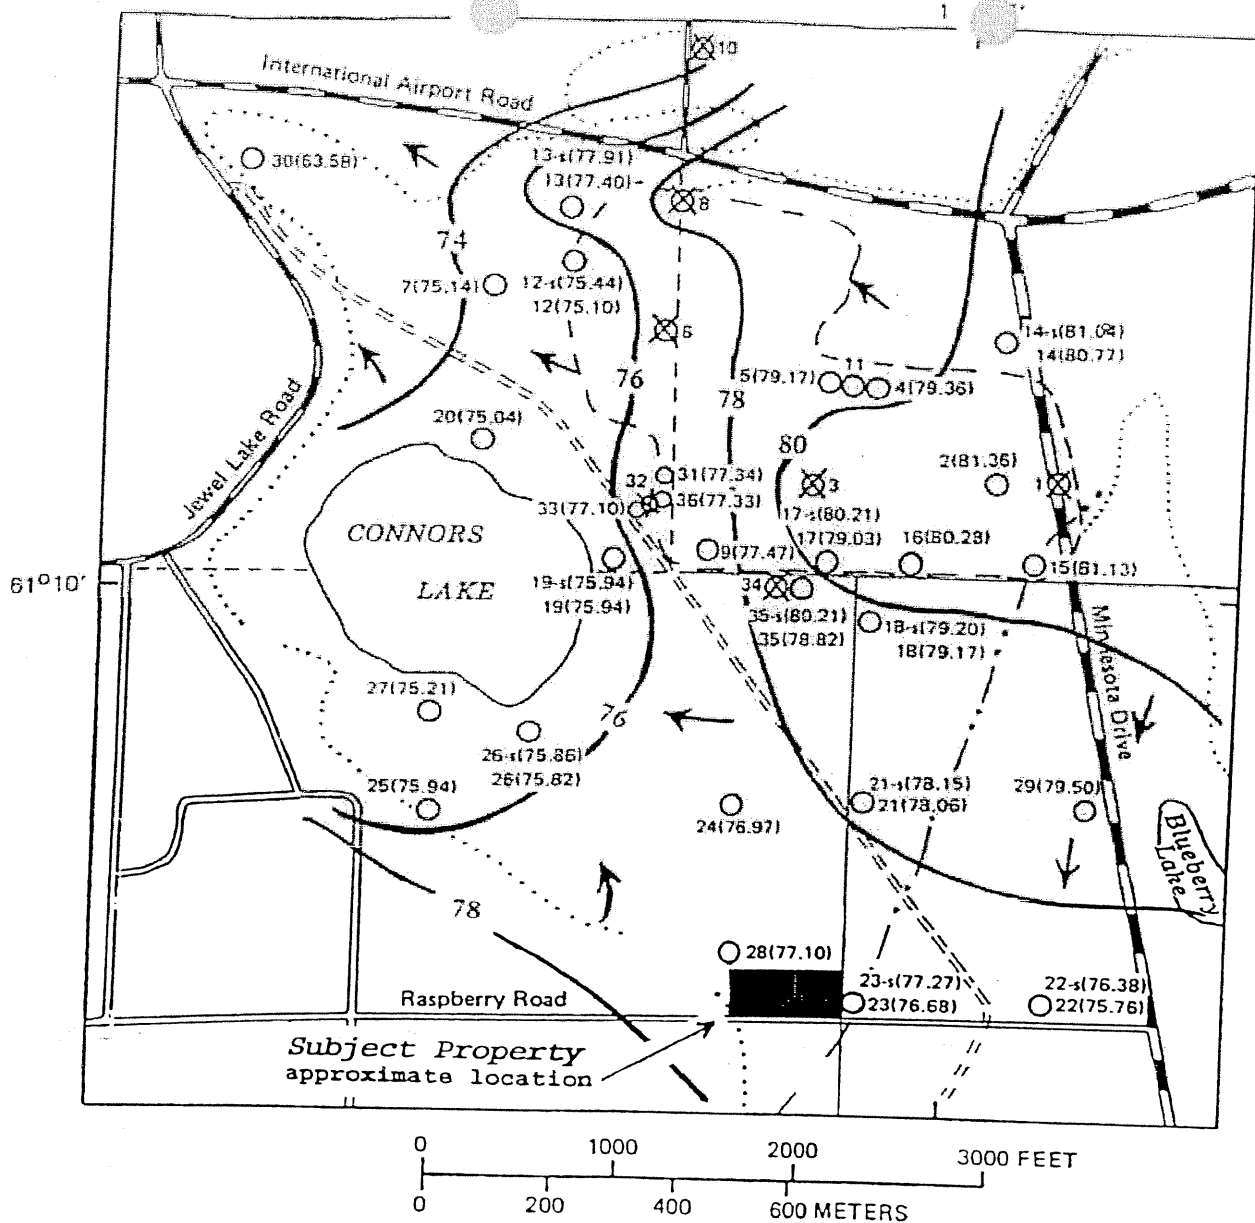 10
International Airport Road
13-s(77.91)
13(77.40)
30(63.58)
8
74
7(75.14)
12-s(75.44)
12(75.10)
6
14-s(81.04)
14(80.77)
76
5(79.17)
11
4(79.36)
78
Jewel Lake Road
20(75.04)
80
2(81.36)
1
32
31(77.34)
36(77.33)
33(77.10)
3
17-s(80.21)
17(79.03)
16(80.28)
CONNORS
LAKE
9(77.47)
15(81.13)
61°10'
19-s(75.94)
19(75.94)
34
35-s(80.21)
35(78.82)
18-s(79.20)
18(79.17)
Minnesota Drive
27(75.21)
76
26-s(75.86)
26(75.82)
25(75.94)
24(76.97)
21-s(78.15)
21(78.06)
29(79.50)
Blueberry
Lake
78
28(77.10)
23-s(77.27)
23(76.68)
22-s(76.38)
22(75.76)
Raspberry Road
Subject Property
approximate location
0 1000 2000 3000 FEET
0 200 400 600 METERS